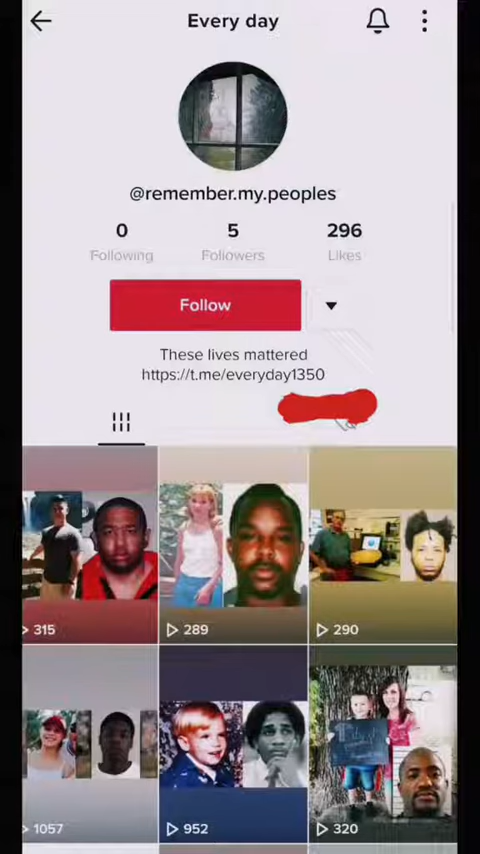 Every day
@remember.my.peoples
0 5 296
Following Followers Likes
Follow
These lives mattered
https://t.me/everyday1350
315 289 290
1057 952 320